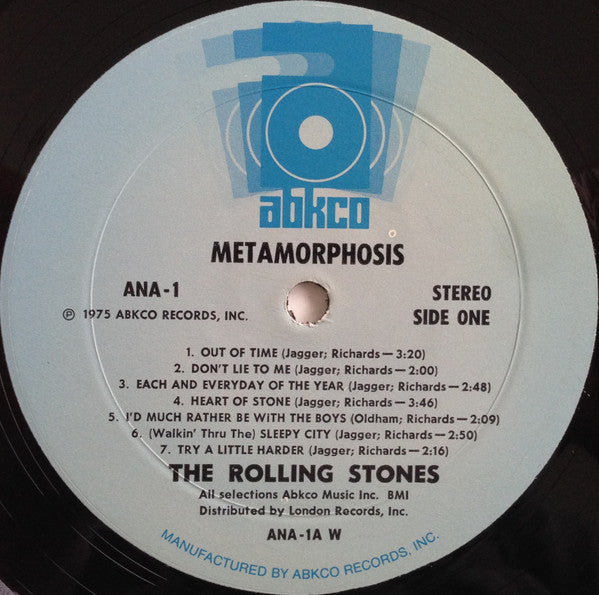 abkco
METAMORPHOSIS
ANA-1
STEREO
℗ 1975 ABKCO RECORDS, INC.
SIDE ONE
1. OUT OF TIME (Jagger; Richards—3:20)
2. DON'T LIE TO ME (Jagger; Richards—2:00)
3. EACH AND EVERYDAY OF THE YEAR (Jagger; Richards—2:48)
4. HEART OF STONE (Jagger; Richards—3:46)
5. I'D MUCH RATHER BE WITH THE BOYS (Oldham; Richards—2:09)
6. (Walkin' Thru The) SLEEPY CITY (Jagger; Richards—2:50)
7. TRY A LITTLE HARDER (Jagger; Richards—2:16)
THE ROLLING STONES
All selections Abkco Music Inc. BMI
Distributed by London Records, Inc.
ANA-1A W
MANUFACTURED BY ABKCO RECORDS, INC.